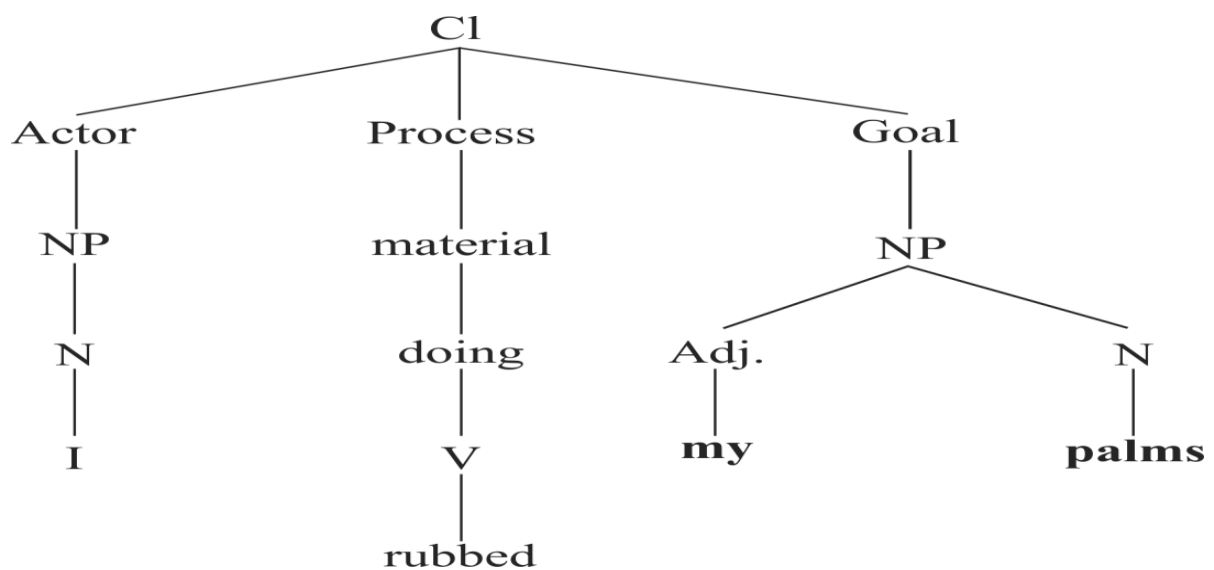 Cl
Actor Process Goal
NP material NP
N doing Adj. N
I V my palms
rubbed